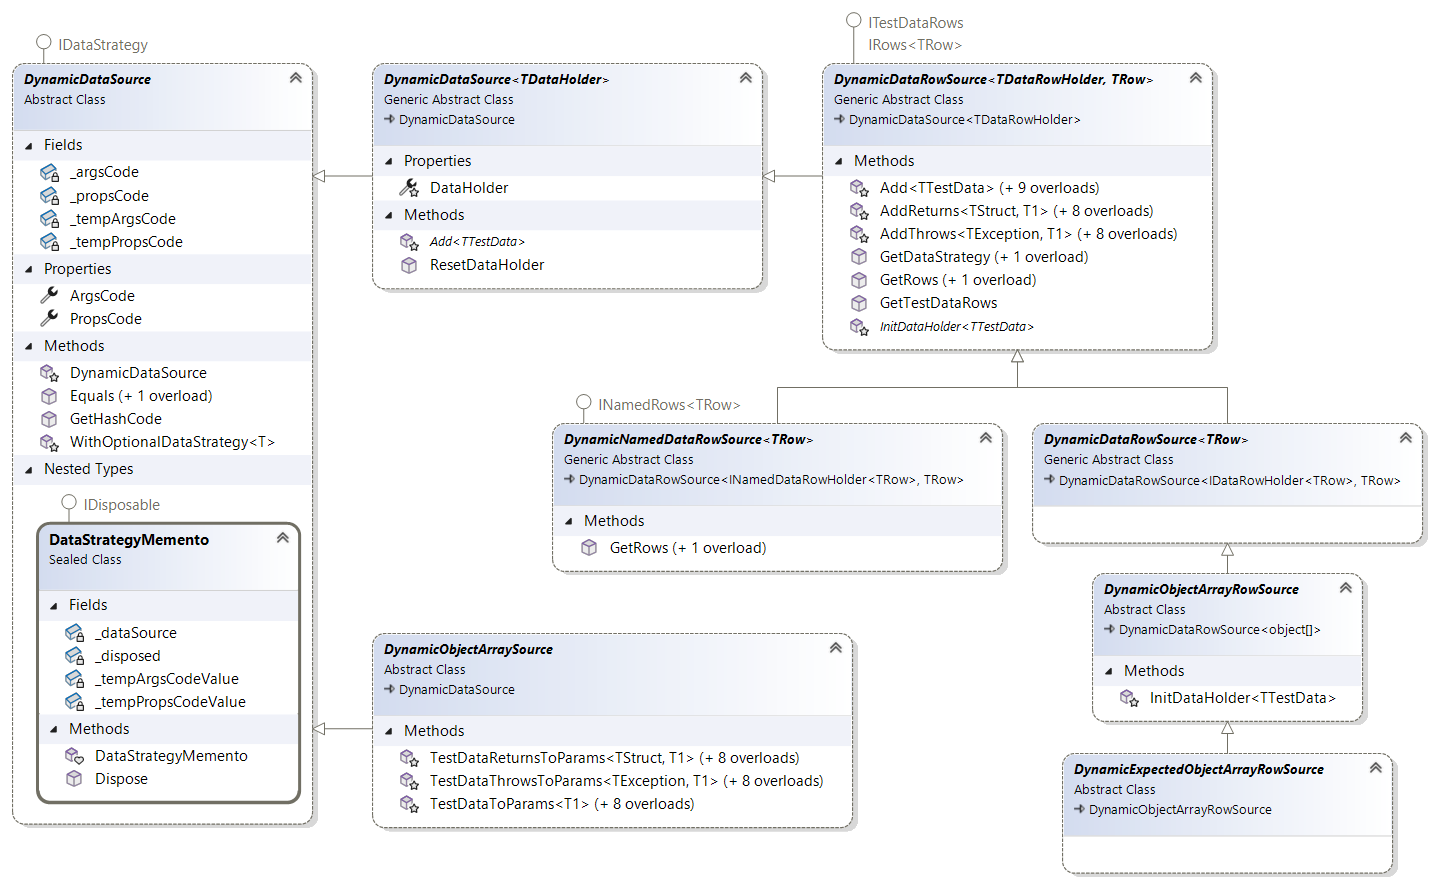 IDataStrategy
DynamicDataSource
Abstract Class
Fields
_argsCode
_propsCode
_tempArgsCode
_tempPropsCode
Properties
ArgsCode
PropsCode
Methods
DynamicDataSource
Equals (+ 1 overload)
GetHashCode
WithOptionalDataStrategy<T>
Nested Types
IDisposable
DataStrategyMemento
Sealed Class
Fields
_dataSource
_disposed
_tempArgsCodeValue
_tempPropsCodeValue
Methods
DataStrategyMemento
Dispose
DynamicDataSource<TDataHolder>
Generic Abstract Class
DynamicDataSource
Properties
DataHolder
Methods
Add<TTestData>
ResetDataHolder
ITestDataRows
IRows<TRow>
DynamicDataRowSource<TDataRowHolder, TRow>
Generic Abstract Class
DynamicDataSource<TDataRowHolder>
Methods
Add<TTestData> (+ 9 overloads)
AddReturns<TStruct, T1> (+ 8 overloads)
AddThrows<TException, T1> (+ 8 overloads)
GetDataStrategy (+ 1 overload)
GetRows (+ 1 overload)
GetTestDataRows
InitDataHolder<TTestData>
INamedRows<TRow>
DynamicNamedDataRowSource<TRow>
Generic Abstract Class
DynamicDataRowSource<INamedDataRowHolder<TRow>, TRow>
Methods
GetRows (+ 1 overload)
DynamicDataRowSource<TRow>
Generic Abstract Class
DynamicDataRowSource<IDataRowHolder<TRow>, TRow>
DynamicObjectArrayRowSource
Abstract Class
DynamicDataRowSource<object[]>
Methods
InitDataHolder<TTestData>
DynamicObjectArraySource
Abstract Class
DynamicDataSource
Methods
TestDataReturnsToParams<TStruct, T1> (+ 8 overloads)
TestDataThrowsToParams<TException, T1> (+ 8 overloads)
TestDataToParams<T1> (+ 8 overloads)
DynamicExpectedObjectArrayRowSource
Abstract Class
DynamicObjectArrayRowSource